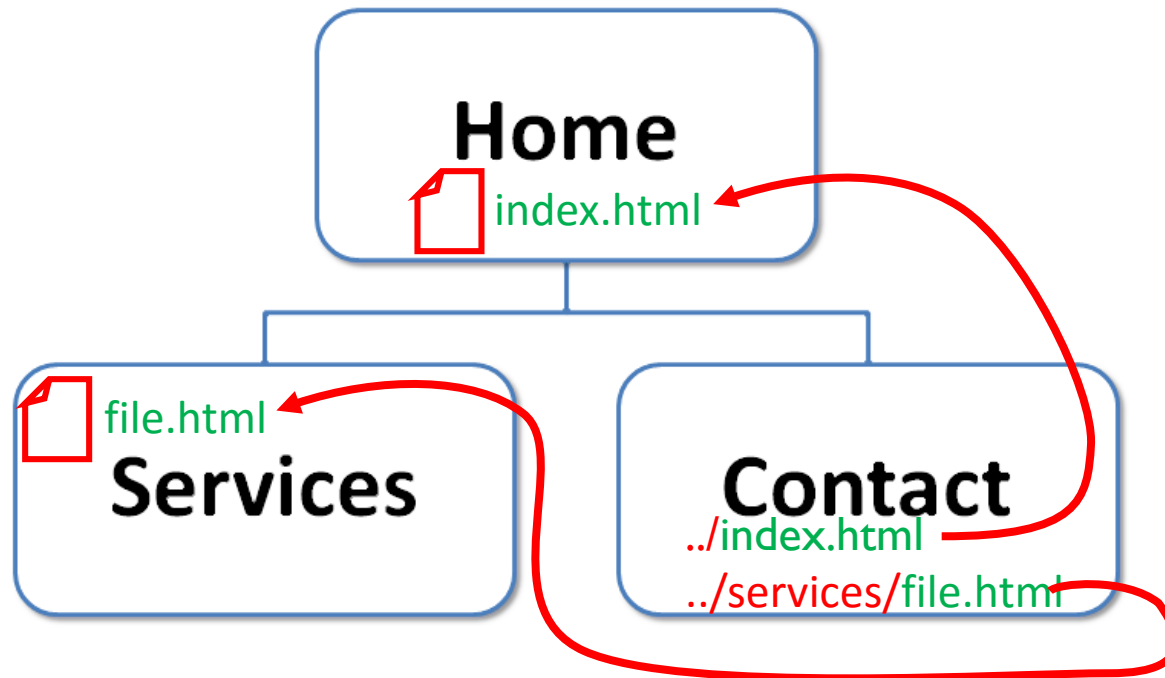 Home
index.html
file.html
Services
Contact
../index.html
../services/file.html